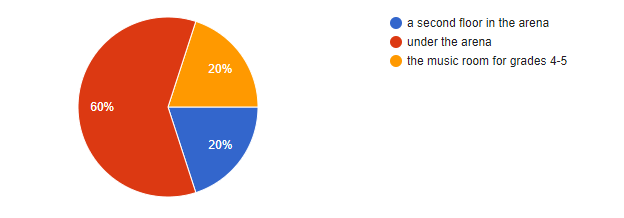 a second floor in the arena
under the arena
the music room for grades 4-5
20%
60%
20%